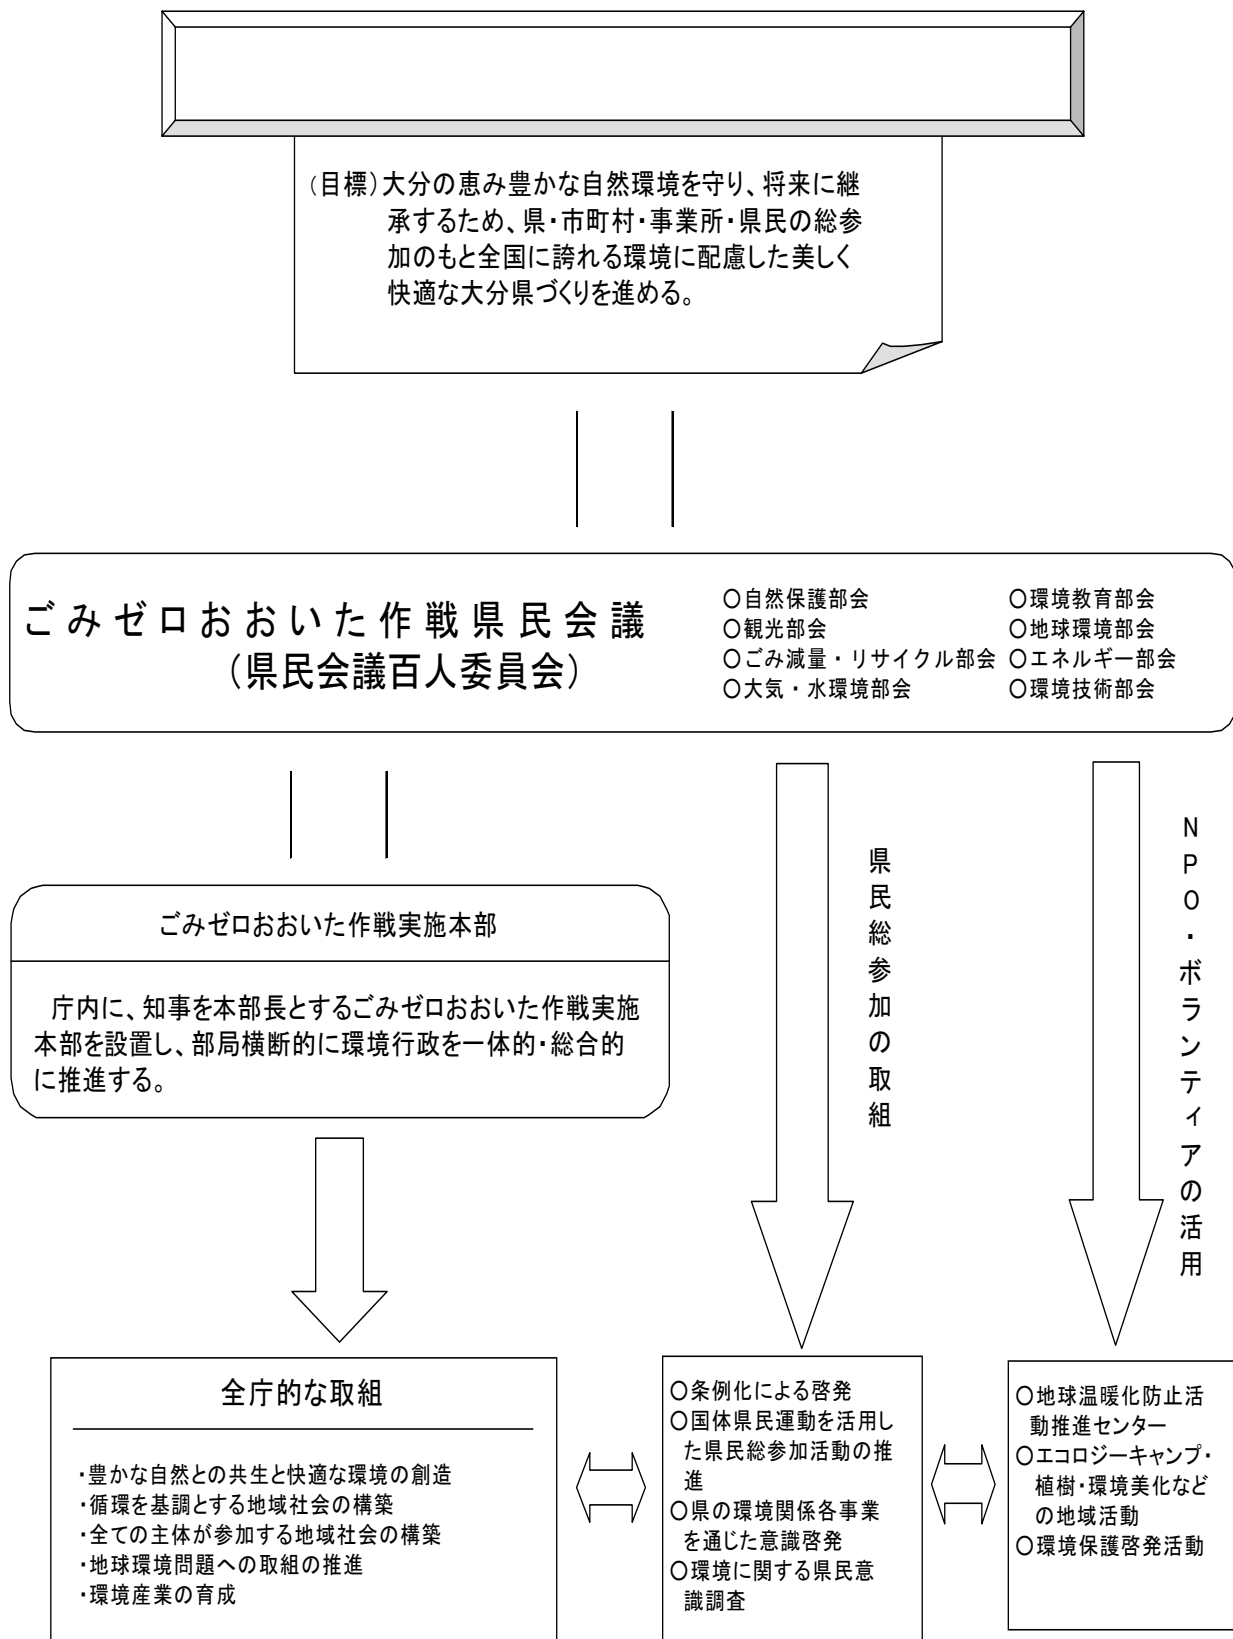 (目標)大分の恵み豊かな自然環境を守り、将来に継
承するため、県・市町村・事業所・県民の総参
加のもと全国に誇れる環境に配慮した美しく
快適な大分県づくりを進める。
ごみゼロおおいた作戦県民会議
(県民会議百人委員会)
○自然保護部会
○観光部会
○ごみ減量・リサイクル部会
○大気・水環境部会
○環境教育部会
○地球環境部会
○エネルギー部会
○環境技術部会
ごみゼロおおいた作戦実施本部
庁内に、知事を本部長とするごみゼロおおいた作戦実施
本部を設置し、部局横断的に環境行政を一体的・総合的
に推進する。
県民総参加の取組
NPO・ボランティアの活用
全庁的な取組
・豊かな自然との共生と快適な環境の創造
・循環を基調とする地域社会の構築
・全ての主体が参加する地域社会の構築
・地球環境問題への取組の推進
・環境産業の育成
○条例化による啓発
○国体県民運動を活用し
た県民総参加活動の推
進
○県の環境関係各事業
を通じた意識啓発
○環境に関する県民意
識調査
○地球温暖化防止活
動推進センター
○エコロジーキャンプ・
植樹・環境美化など
の地域活動
○環境保護啓発活動